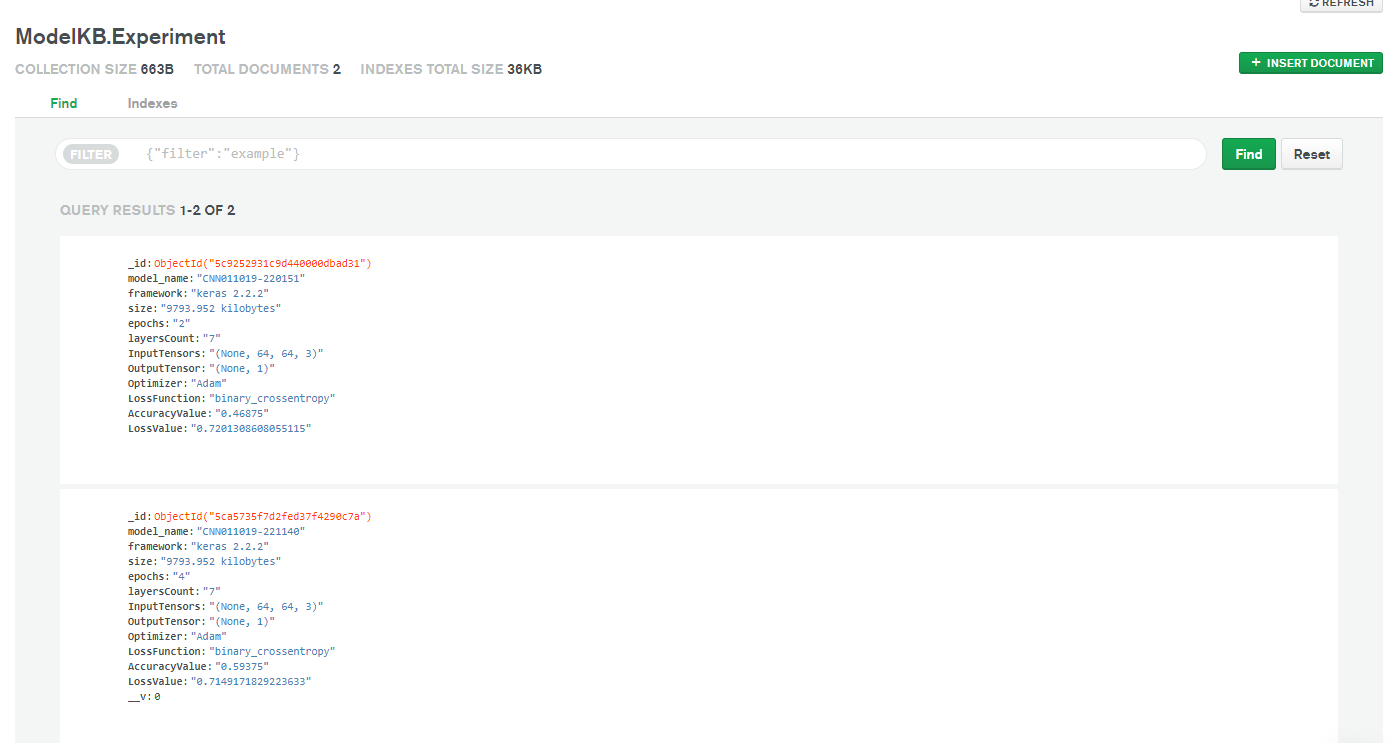 REFRESH
ModelKB.Experiment
COLLECTION SIZE 663B TOTAL DOCUMENTS 2 INDEXES TOTAL SIZE 36KB
+ INSERT DOCUMENT
Find Indexes
FILTER {"filter":"example"} Find Reset
QUERY RESULTS 1-2 OF 2
_id:ObjectId("5c9252931c9d440000dbad31")
model_name:"CNN011019-220151"
framework:"keras 2.2.2"
size:"9793.952 kilobytes"
epochs:"2"
layersCount:"7"
InputTensors:"(None, 64, 64, 3)"
OutputTensor:"(None, 1)"
Optimizer:"Adam"
LossFunction:"binary_crossentropy"
AccuracyValue:"0.46875"
LossValue:"0.7201308608055115"
_id:ObjectId("5ca5735f7d2fed37f4290c7a")
model_name:"CNN011019-221140"
framework:"keras 2.2.2"
size:"9793.952 kilobytes"
epochs:"4"
layersCount:"7"
InputTensors:"(None, 64, 64, 3)"
OutputTensor:"(None, 1)"
Optimizer:"Adam"
LossFunction:"binary_crossentropy"
AccuracyValue:"0.59375"
LossValue:"0.7149171829223633"
__v:0